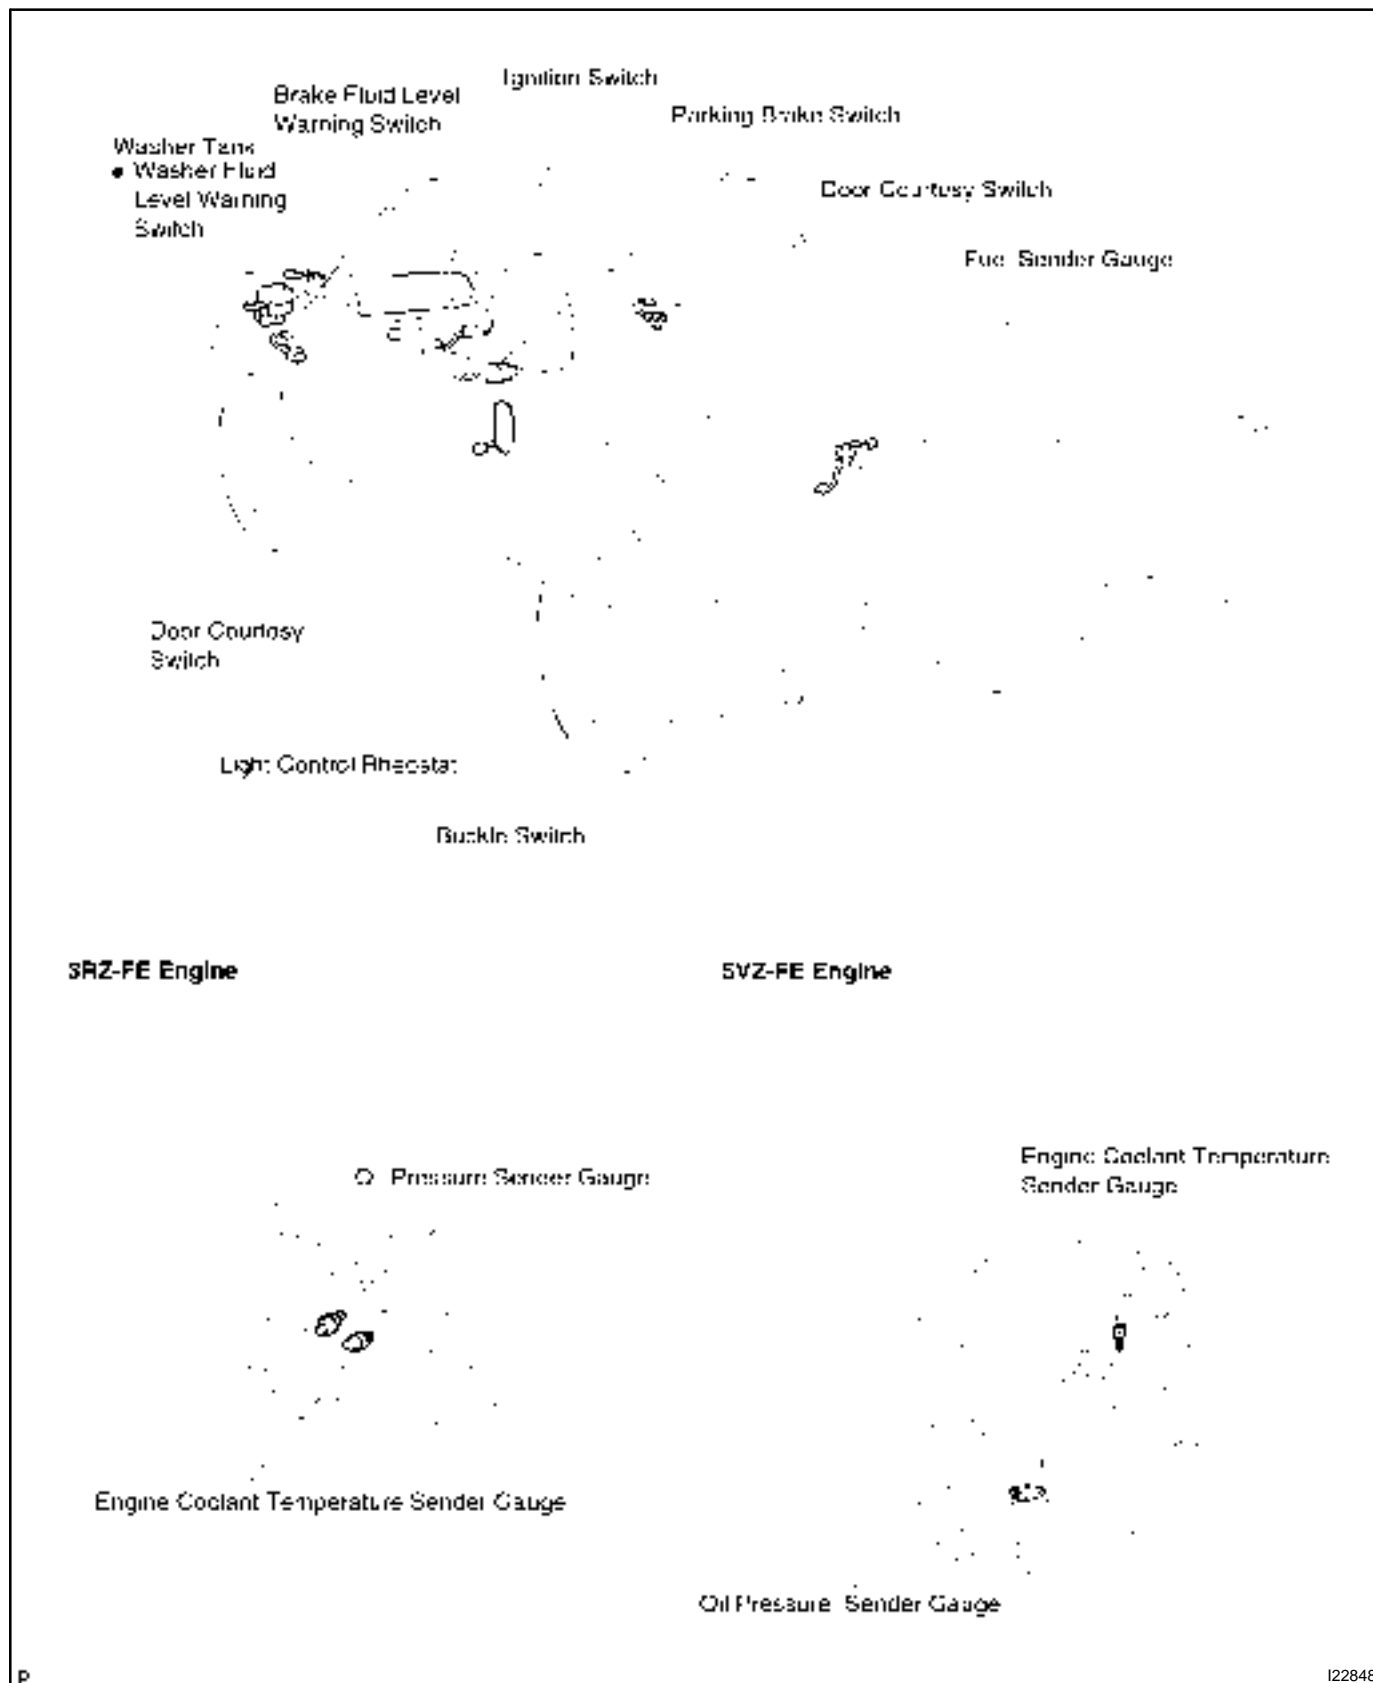 Ignition Switch
Brake Fluid Level
Warning Switch
Parking Brake Switch
Washer Tank
• Washer Fluid
Level Warning
Switch
Door Courtesy Switch
Fuel Sender Gauge
Door Courtesy
Switch
Light Control Rheostat
Buckle Switch
3RZ-FE Engine
5VZ-FE Engine
Pressure Sender Gauge
Engine Coolant Temperature
Sender Gauge
Engine Coolant Temperature Sender Gauge
Oil Pressure Sender Gauge
P
I22848